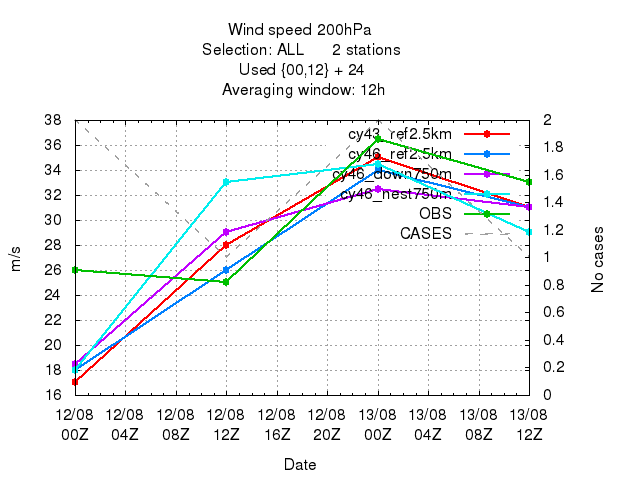 Wind speed 200hPa
Selection: ALL 2 stations
Used {00,12} + 24
Averaging window: 12h
38
36
34
32
30
28
26
24
22
20
18
16
m/s
cy43_ref2.5km
cy46_ref2.5km
cy46_down750m
cy46_nest750m
OBS
CASES
2
1.8
1.6
1.4
1.2
1
0.8
0.6
0.4
0.2
0
No cases
12/08 12/08 12/08 12/08 12/08 12/08 13/08 13/08 13/08 13/08
00Z 04Z 08Z 12Z 16Z 20Z 00Z 04Z 08Z 12Z
Date